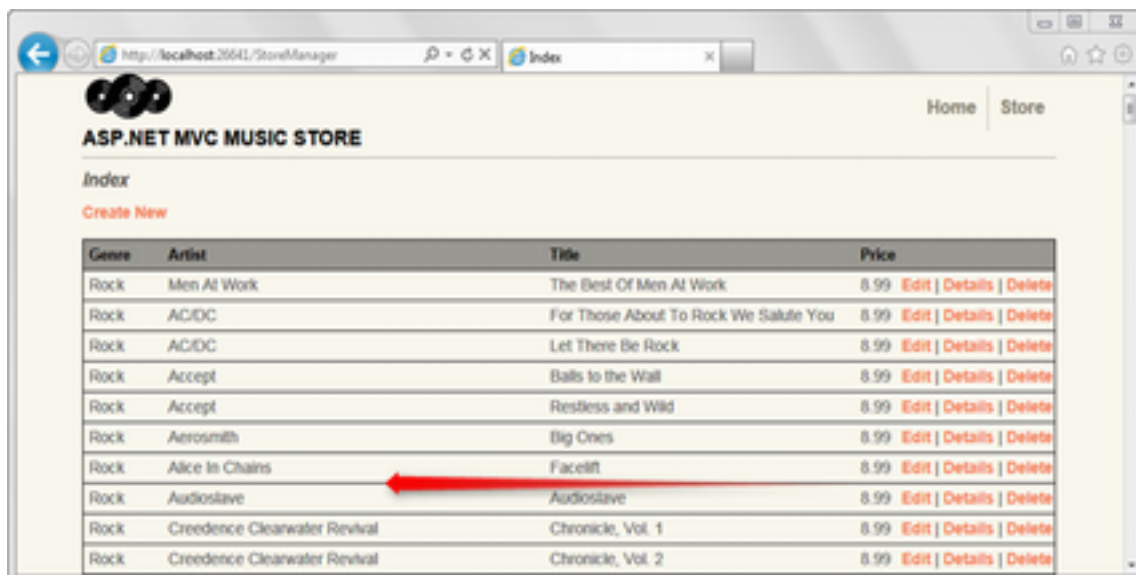 http://localhost:26641/StoreManager
Index
Home
Store
ASP.NET MVC MUSIC STORE
Index
Create New
Genre Artist Title Price
Rock Men At Work The Best Of Men At Work 8.99 Edit | Details | Delete
Rock AC/DC For Those About To Rock We Salute You 8.99 Edit | Details | Delete
Rock AC/DC Let There Be Rock 8.99 Edit | Details | Delete
Rock Accept Balls to the Wall 8.99 Edit | Details | Delete
Rock Accept Restless and Wild 8.99 Edit | Details | Delete
Rock Aerosmith Big Ones 8.99 Edit | Details | Delete
Rock Alice In Chains Facelift 8.99 Edit | Details | Delete
Rock Audioslave Audioslave 8.99 Edit | Details | Delete
Rock Creedence Clearwater Revival Chronicle, Vol. 1 8.99 Edit | Details | Delete
Rock Creedence Clearwater Revival Chronicle, Vol. 2 8.99 Edit | Details | Delete